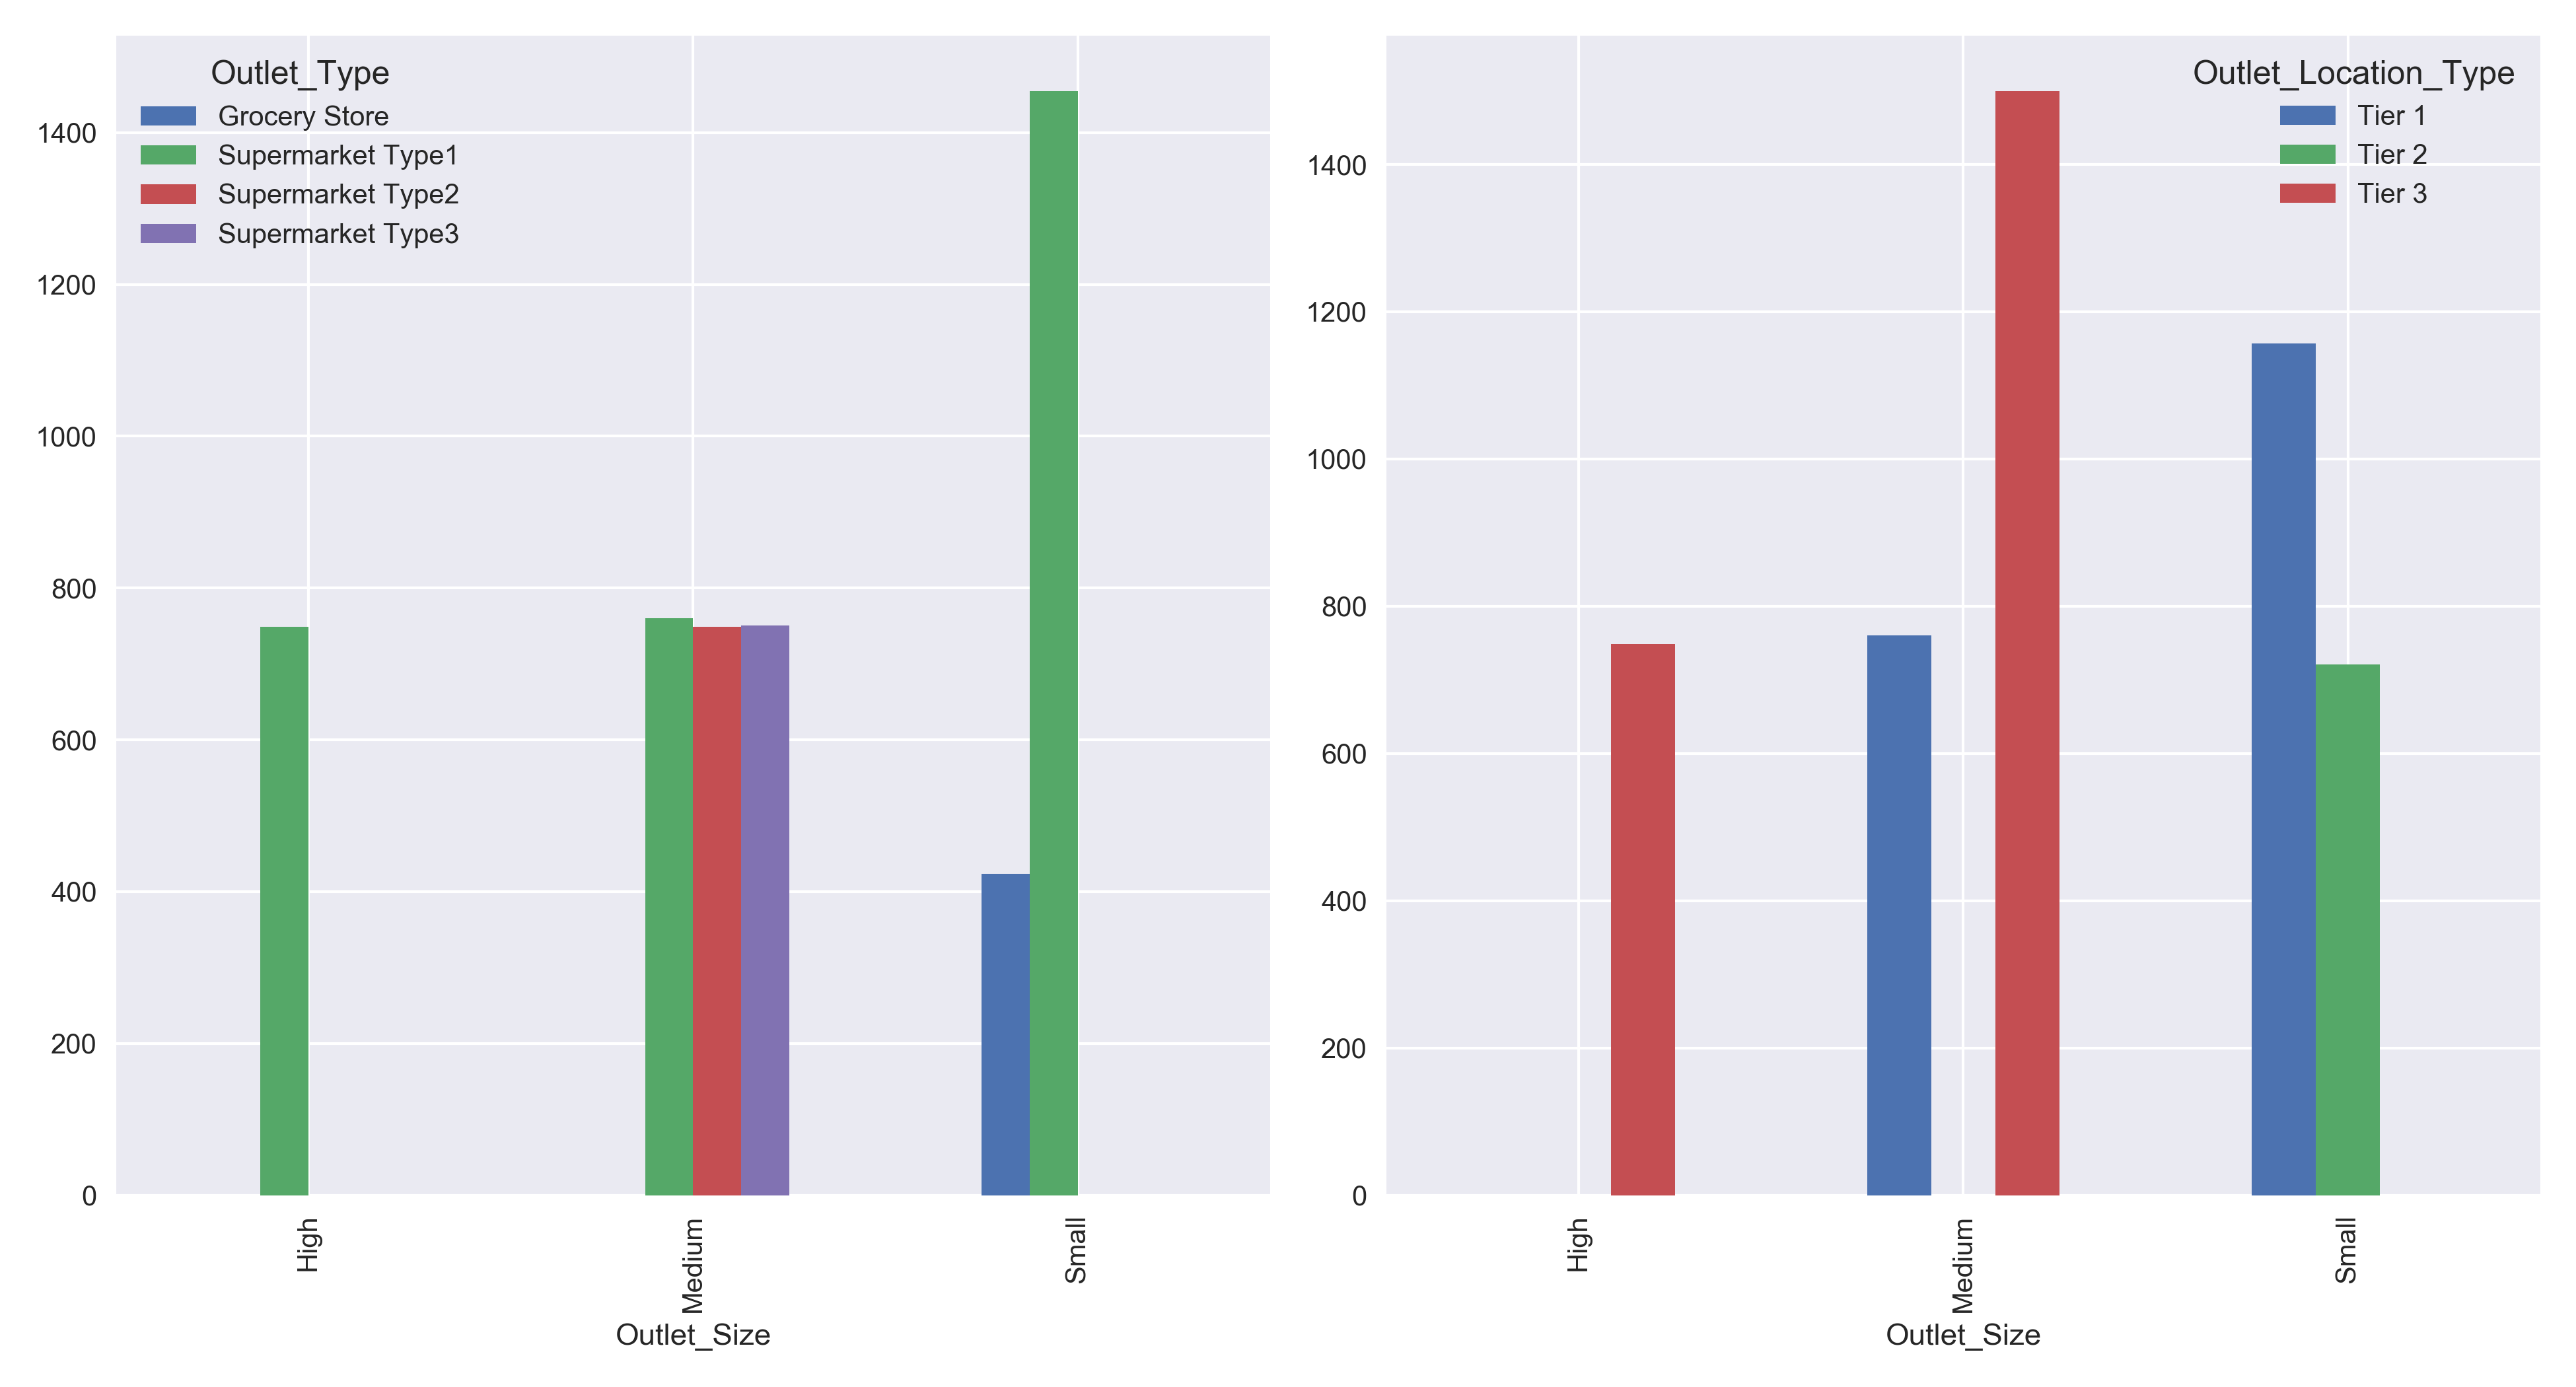 Outlet_Type
Grocery Store
Supermarket Type1
Supermarket Type2
Supermarket Type3
1400
1200
1000
800
600
400
200
0
High
Medium
Small
Outlet_Size
Outlet_Location_Type
Tier 1
Tier 2
Tier 3
1400
1200
1000
800
600
400
200
0
High
Medium
Small
Outlet_Size